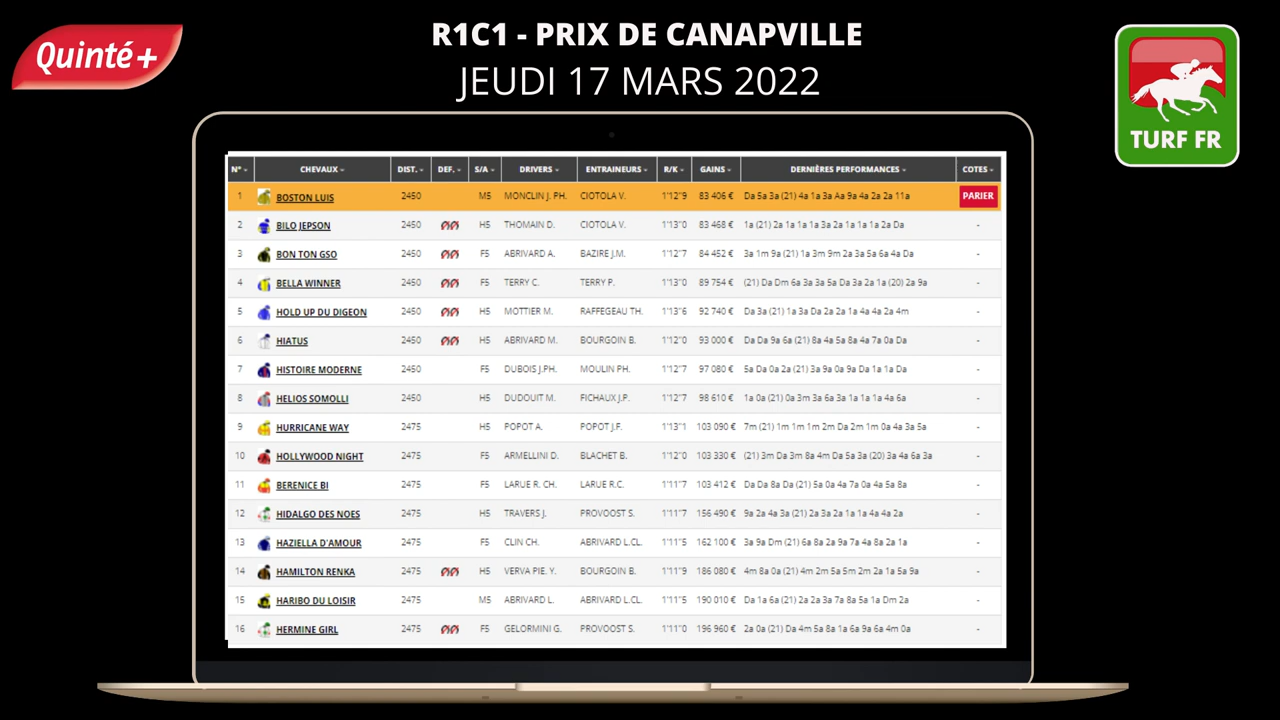 R1C1 - PRIX DE CANAPVILLE
JEUDI 17 MARS 2022
Quinté+
TURF FR
N° CHEVAUX DIST. DEF. S/A DRIVERS ENTRAINEURS R/K GAINS DERNIÈRES PERFORMANCES COTES
1 BOSTON LUIS 2450 M5 MONCLIN J. PH. CIOTOLA V. 1'12"9 83 406 € Da 5a 3a (21) 4a 1a 3a Aa 9a 4a 2a 2a 11a PARIER
2 BILO JEPSON 2450 H5 THOMAIN D. CIOTOLA V. 1'13"0 83 468 € 1a (21) 2a 1a 1a 1a 3a 2a 1a 1a 1a 2a Da -
3 BON TON GSO 2450 F5 ABRIVARD A. BAZIRE J.M. 1'12"7 84 452 € 3a 1m 9a (21) 1a 3m 9m 2a 3a 5a 6a 4a Da -
4 BELLA WINNER 2450 F5 TERRY C. TERRY P. 1'13"0 89 754 € (21) Da Dm 6a 3a 3a 5a Da 3a 2a 1a (20) 2a 9a -
5 HOLD UP DU DIGEON 2450 H5 MOTTIER M. RAFFEGEAU TH. 1'13"6 92 740 € Da 3a (21) 1a 3a Da 2a 2a 1a 4a 4a 2a 4m -
6 HIATUS 2450 H5 ABRIVARD M. BOURGOIN B. 1'12"0 93 000 € Da Da 9a 6a (21) 8a 4a 5a 8a 4a 7a 0a Da -
7 HISTOIRE MODERNE 2450 F5 DUBOIS J.PH. MOULIN PH. 1'12"7 97 080 € 5a Da 0a 2a (21) 3a 9a 0a 9a Da 1a 1a Da -
8 HELIOS SOMOLLI 2450 H5 DUDOUIT M. FICHAUX J.P. 1'12"7 98 610 € 1a 0a (21) 0a 3m 3a 6a 3a 1a 1a 1a 4a 6a -
9 HURRICANE WAY 2475 H5 POPOT A. POPOT J.F. 1'13"1 103 090 € 7m (21) 1m 1m 1m 2m Da 2m 1m 0a 4a 3a 5a -
10 HOLLYWOOD NIGHT 2475 F5 ARMELLINI D. BLACHET B. 1'12"0 103 330 € (21) 3m Da 3m 8a 4m Da 5a 3a (20) 3a 4a 6a 3a -
11 BERENICE BI 2475 F5 LARUE R. CH. LARUE R.C. 1'11"7 103 412 € Da Da 8a Da (21) 5a 0a 4a 7a 0a 4a 5a 8a -
12 HIDALGO DES NOES 2475 H5 TRAVERS J. PROVOOST S. 1'11"7 156 490 € 9a 2a 4a 3a (21) 2a 3a 2a 1a 1a 4a 4a 2a -
13 HAZIELLA D'AMOUR 2475 F5 CLIN CH. ABRIVARD L.CL. 1'11"5 162 100 € 3a 9a Dm (21) 6a 8a 2a 9a 7a 4a 8a 2a 1a -
14 HAMILTON RENKA 2475 H5 VERVA PIE. Y. BOURGOIN B. 1'11"9 186 080 € 4m 8a 0a (21) 4m 2m 5a 5m 2m 2a 1a 5a 9a -
15 HARIBO DU LOISIR 2475 M5 ABRIVARD L. ABRIVARD L.CL. 1'11"5 190 010 € Da 1a 6a (21) 2a 2a 3a 7a 8a 5a 1a Dm 2a -
16 HERMINE GIRL 2475 F5 GELORMINI G. PROVOOST S. 1'11"0 196 960 € 2a 0a (21) Da 4m 5a 8a 1a 6a 9a 6a 4m 0a -